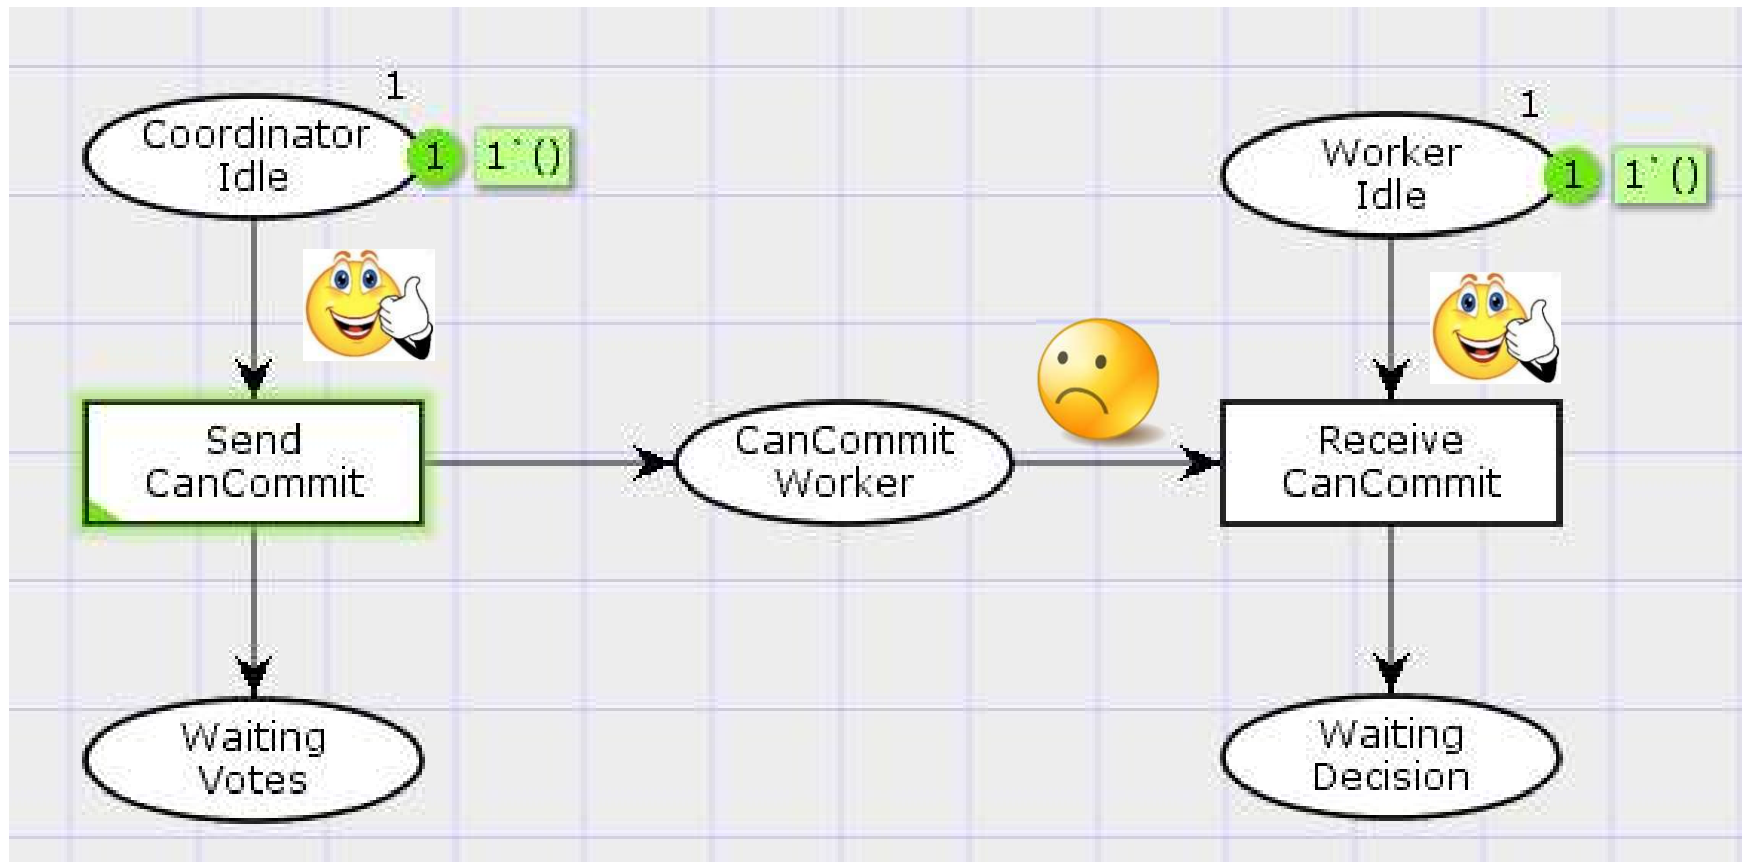 1
Coordinator
Idle
1
1`()
1
Worker
Idle
1
1`()
Send
CanCommit
CanCommit
Worker
Receive
CanCommit
Waiting
Votes
Waiting
Decision